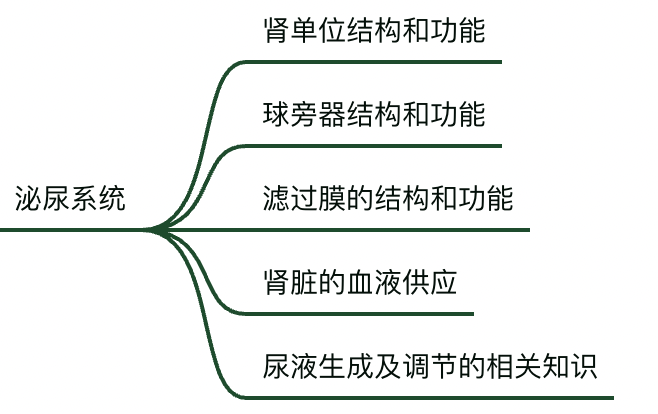 泌尿系统
肾单位结构和功能
球旁器结构和功能
滤过膜的结构和功能
肾脏的血液供应
尿液生成及调节的相关知识